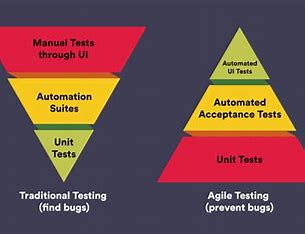 Manual Tests
through UI
Automation
Suites
Unit
Tests
Traditional Testing
(find bugs)
Automated
UI Tests
Automated
Acceptance Tests
Unit Tests
Agile Testing
(prevent bugs)